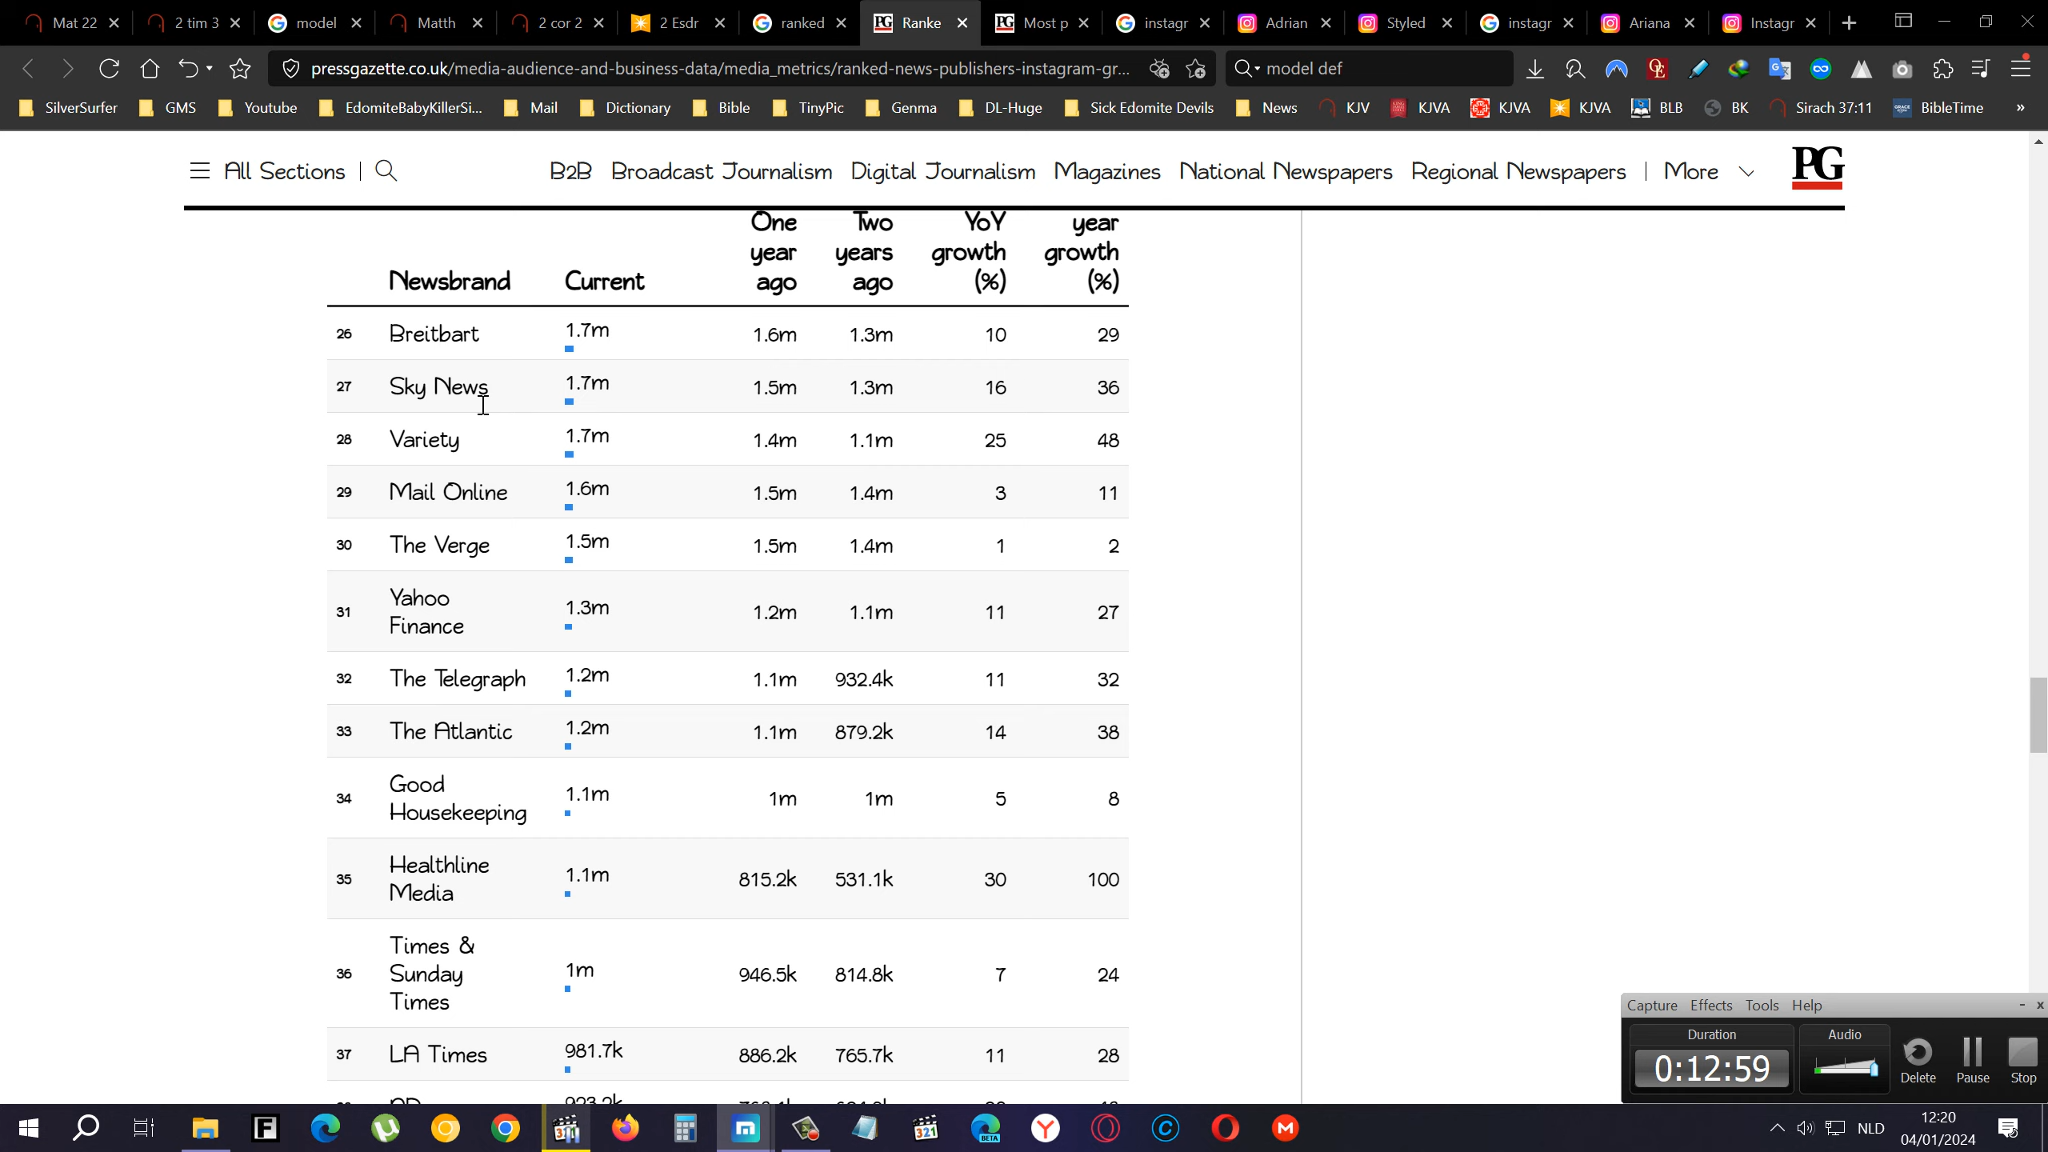 Mat 22
2 tim 3
model
Matth
2 cor 2
2 Esdr
ranked
PG Ranke
PG Most p
instagr
Adrian
Styled
instagr
Ariana
Instagr
pressgazette.co.uk/media-audience-and-business-data/media_metrics/ranked-news-publishers-instagram-gr...
model def
SilverSurfer
GMS
Youtube
EdomiteBabyKillerSi...
Mail
Dictionary
Bible
TinyPic
Genma
DL-Huge
Sick Edomite Devils
News
KJV
KJVA
KJVA
KJVA
BLB
BK
Sirach 37:11
BibleTime
»
All Sections
B2B Broadcast Journalism Digital Journalism Magazines National Newspapers Regional Newspapers | More
PG
Newsbrand Current One year ago Two years ago YoY growth (%) year growth (%)
26 Breitbart 1.7m 1.6m 1.3m 10 29
27 Sky News 1.7m 1.5m 1.3m 16 36
28 Variety 1.7m 1.4m 1.1m 25 48
29 Mail Online 1.6m 1.5m 1.4m 3 11
30 The Verge 1.5m 1.5m 1.4m 1 2
31 Yahoo Finance 1.3m 1.2m 1.1m 11 27
32 The Telegraph 1.2m 1.1m 932.4k 11 32
33 The Atlantic 1.2m 1.1m 879.2k 14 38
34 Good Housekeeping 1.1m 1m 1m 5 8
35 Healthline Media 1.1m 815.2k 531.1k 30 100
36 Times & Sunday Times 1m 946.5k 814.8k 7 24
37 LA Times 981.7k 886.2k 765.7k 11 28
Capture Effects Tools Help
Duration
Audio
0:12:59
Delete
Pause
Stop
NLD
12:20
04/01/2024